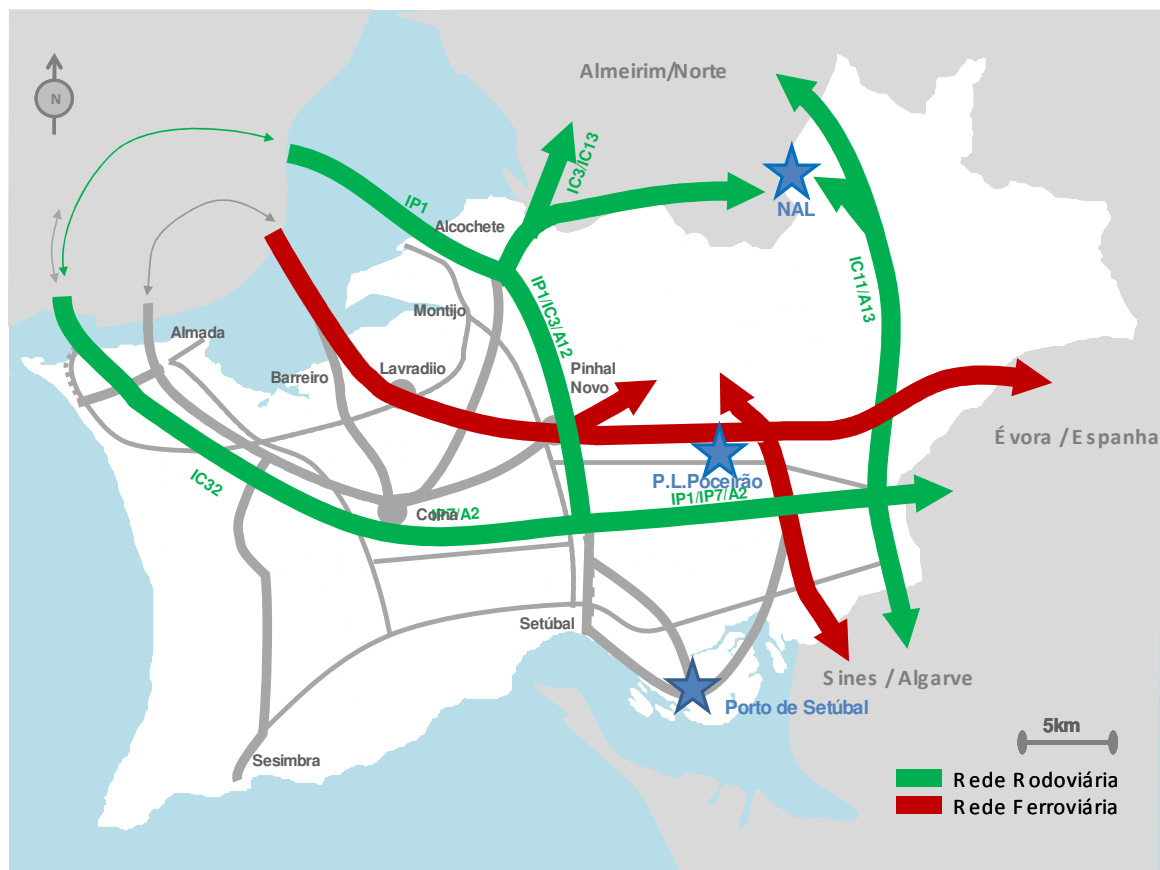 Almeirim/Norte
N
IC3/IC13
IP1
NAL
Alcochete
IC11/A13
IP1/IC3/A12
Montijo
Almada
Lavradiio
Pinhal
Novo
Barreiro
Évora / Espanha
IC32
P.L.Poceirão
IP1/IP7/A2
Coina
IP7/A2
Setúbal
Sines / Algarve
Porto de Setúbal
5km
Sesimbra
Rede Rodoviária
Rede Ferroviária